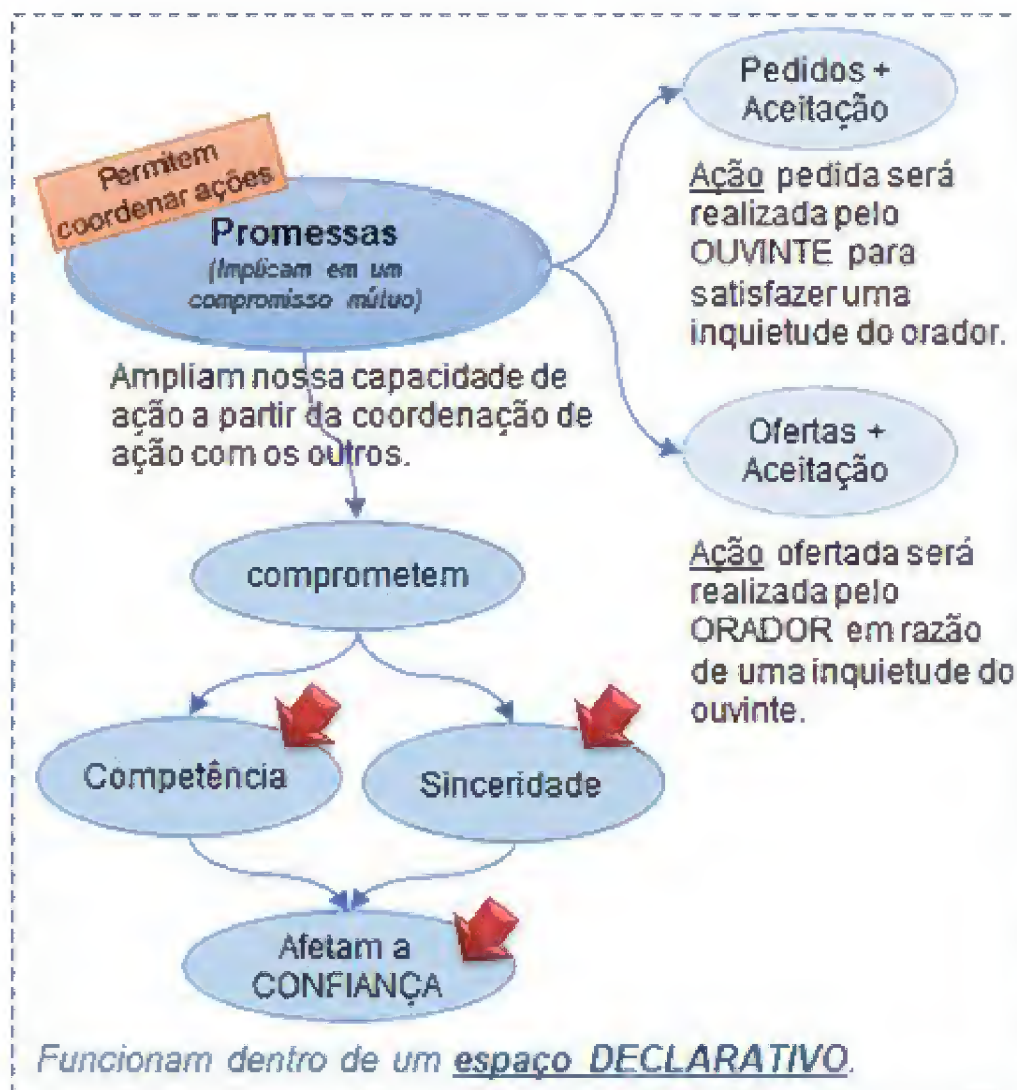 Permitem
coordenar ações
Promessas
(Implicam em um
compromisso mútuo)
Ampliam nossa capacidade de
ação a partir da coordenação de
ação com os outros.
Pedidos +
Aceitação
Ação pedida será
realizada pelo
OUVINTE para
satisfazer uma
inquietude do orador.
Ofertas +
Aceitação
Ação ofertada será
realizada pelo
ORADOR em razão
de uma inquietude do
ouvinte.
comprometem
Competência
Sinceridade
Afetam a
CONFIANÇA
Funcionam dentro de um espaço DECLARATIVO.